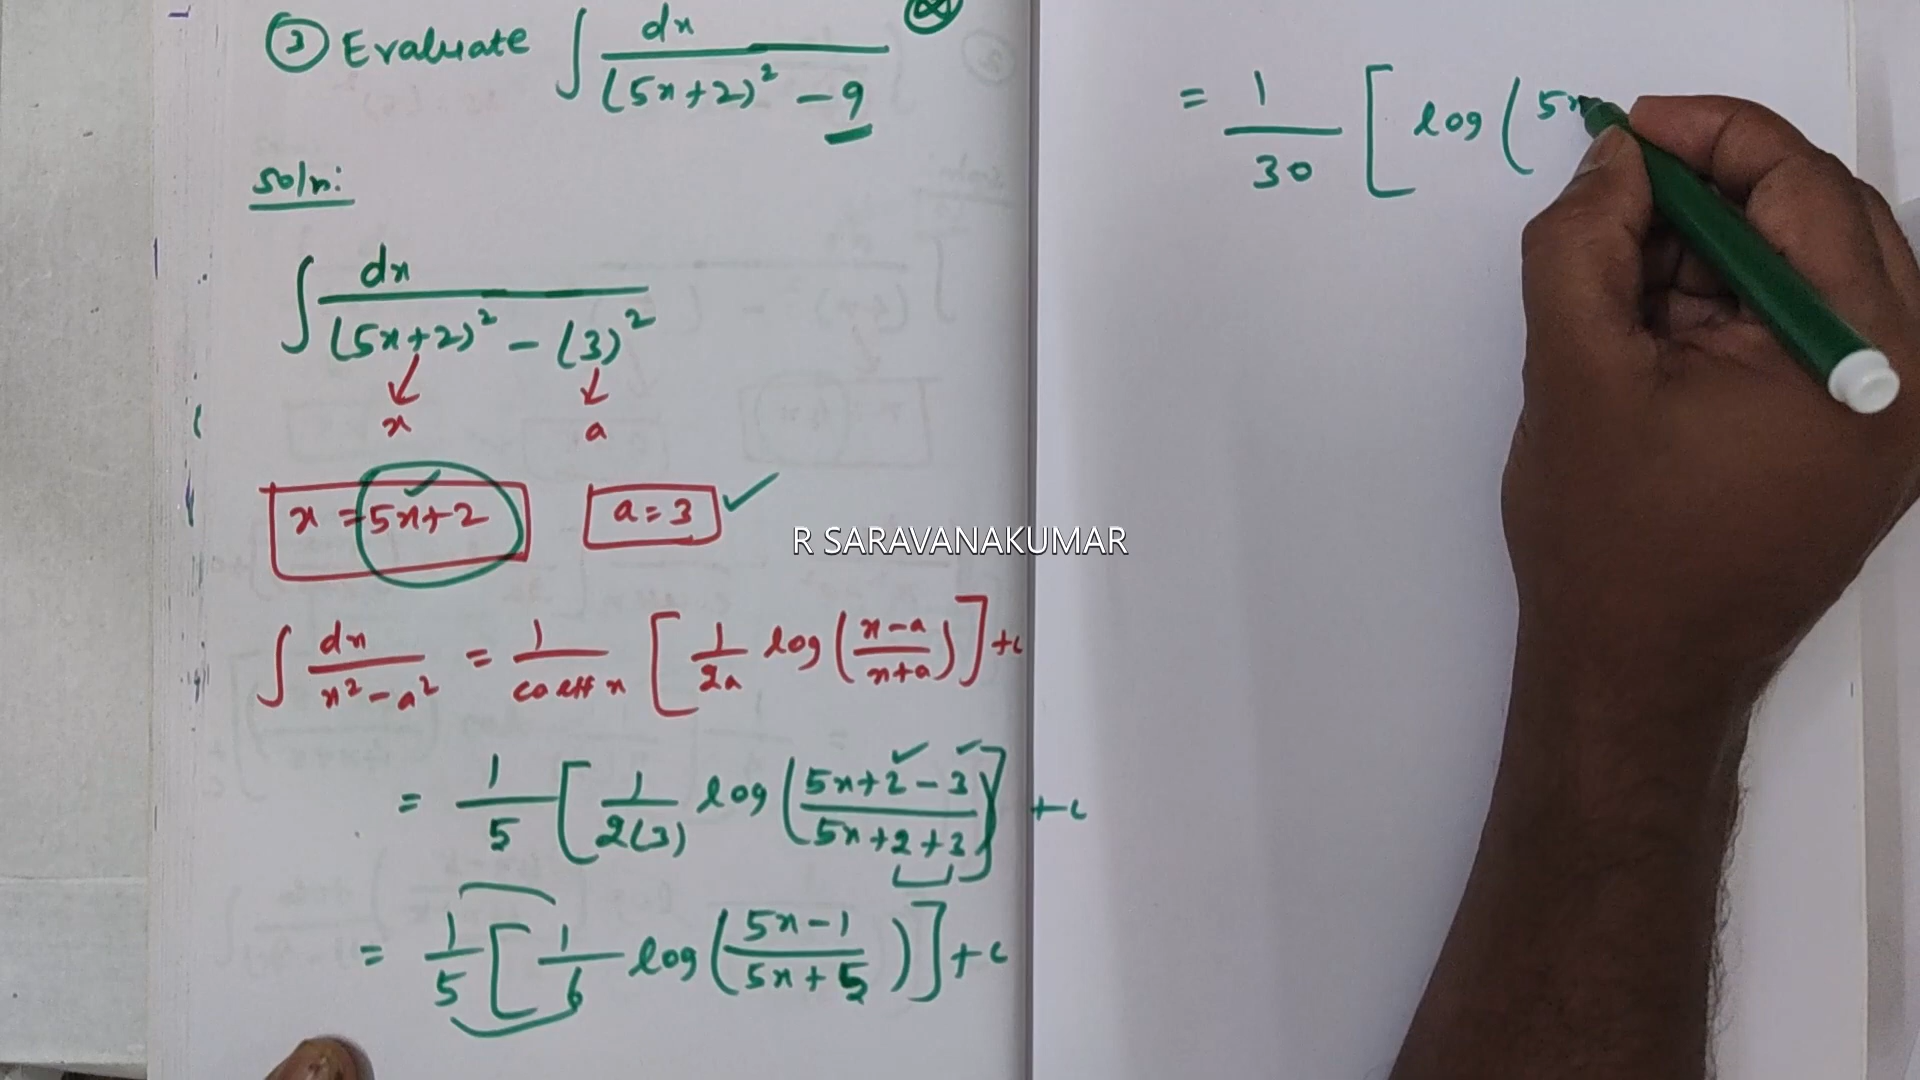 ③ Evaluate ∫ dx / (5x+2)² - 9
soln:
∫ dx / (5x+2)² - (3)²
x a
x = 5x+2 a = 3
R SARAVANAKUMAR
∫ dx / x² - a² = 1 / coeff x [ 1 / 2a log ( x-a / x+a ) ] + c
= 1 / 5 [ 1 / 2(3) log ( 5x+2-3 / 5x+2+3 ) ] + c
= 1 / 5 [ 1 / 6 log ( 5x-1 / 5x+5 ) ] + c
= 1 / 30 [ log ( 5x